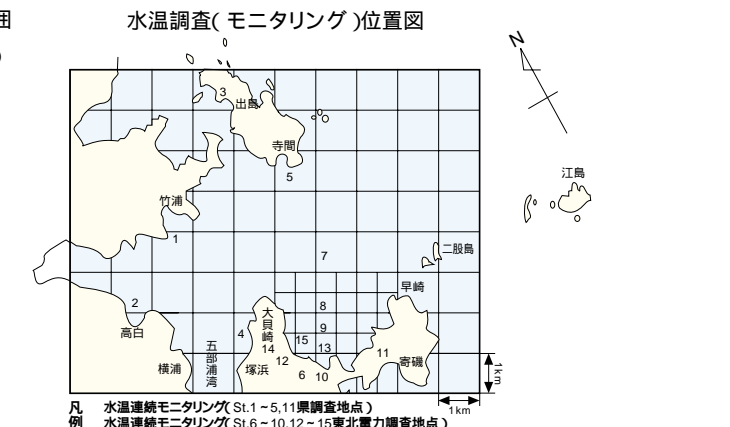 囲
水温調査(モニタリング)位置図
N
3
出島
寺間
5
江島
竹浦
1
7
二股島
早崎
2
8
大貝崎
9
高白
五部浦湾
4
15
13
14
12
11
横浦
塚浜
6
10
寄磯
1km
1km
凡例
水温連続モニタリング(St.1~5,11県調査地点)
水温連続モニタリング(St.6~10,12~15東北電力調査地点)